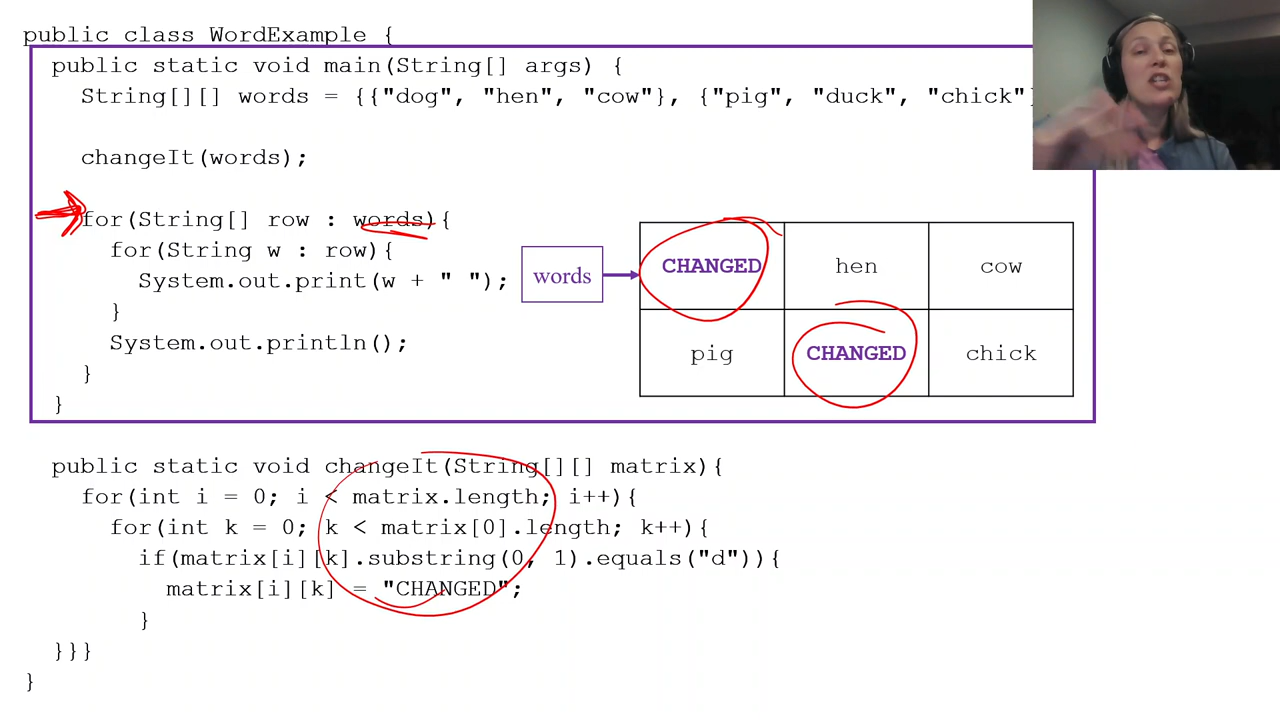 public class WordExample {
public static void main(String[] args) {
String[][] words = {{"dog", "hen", "cow"}, {"pig", "duck", "chick"
changeIt(words);
for(String[] row : words){
for(String w : row){
System.out.print(w + " ");
}
System.out.println();
}
}
words
CHANGED hen cow
pig CHANGED chick
public static void changeIt(String[][] matrix){
for(int i = 0; i < matrix.length; i++){
for(int k = 0; k < matrix[0].length; k++){
if(matrix[i][k].substring(0, 1).equals("d")){
matrix[i][k] = "CHANGED";
}
}}}
}